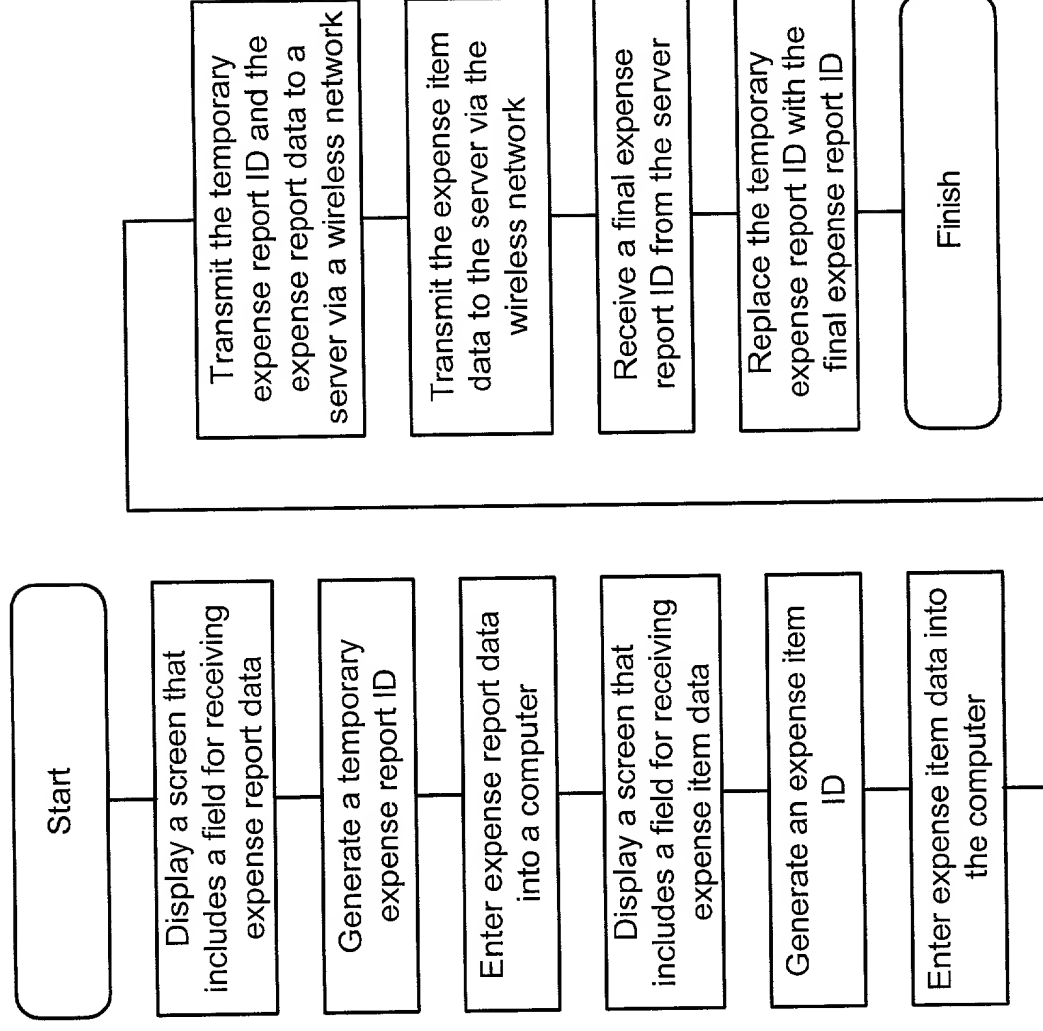 Start
Display a screen that
includes a field for receiving
expense report data
Generate a temporary
expense report ID
Enter expense report data
into a computer
Display a screen that
includes a field for receiving
expense item data
Generate an expense item
ID
Enter expense item data into
the computer
Transmit the temporary
expense report ID and the
expense report data to a
server via a wireless network
Transmit the expense item
data to the server via the
wireless network
Receive a final expense
report ID from the server
Replace the temporary
expense report ID with the
final expense report ID
Finish